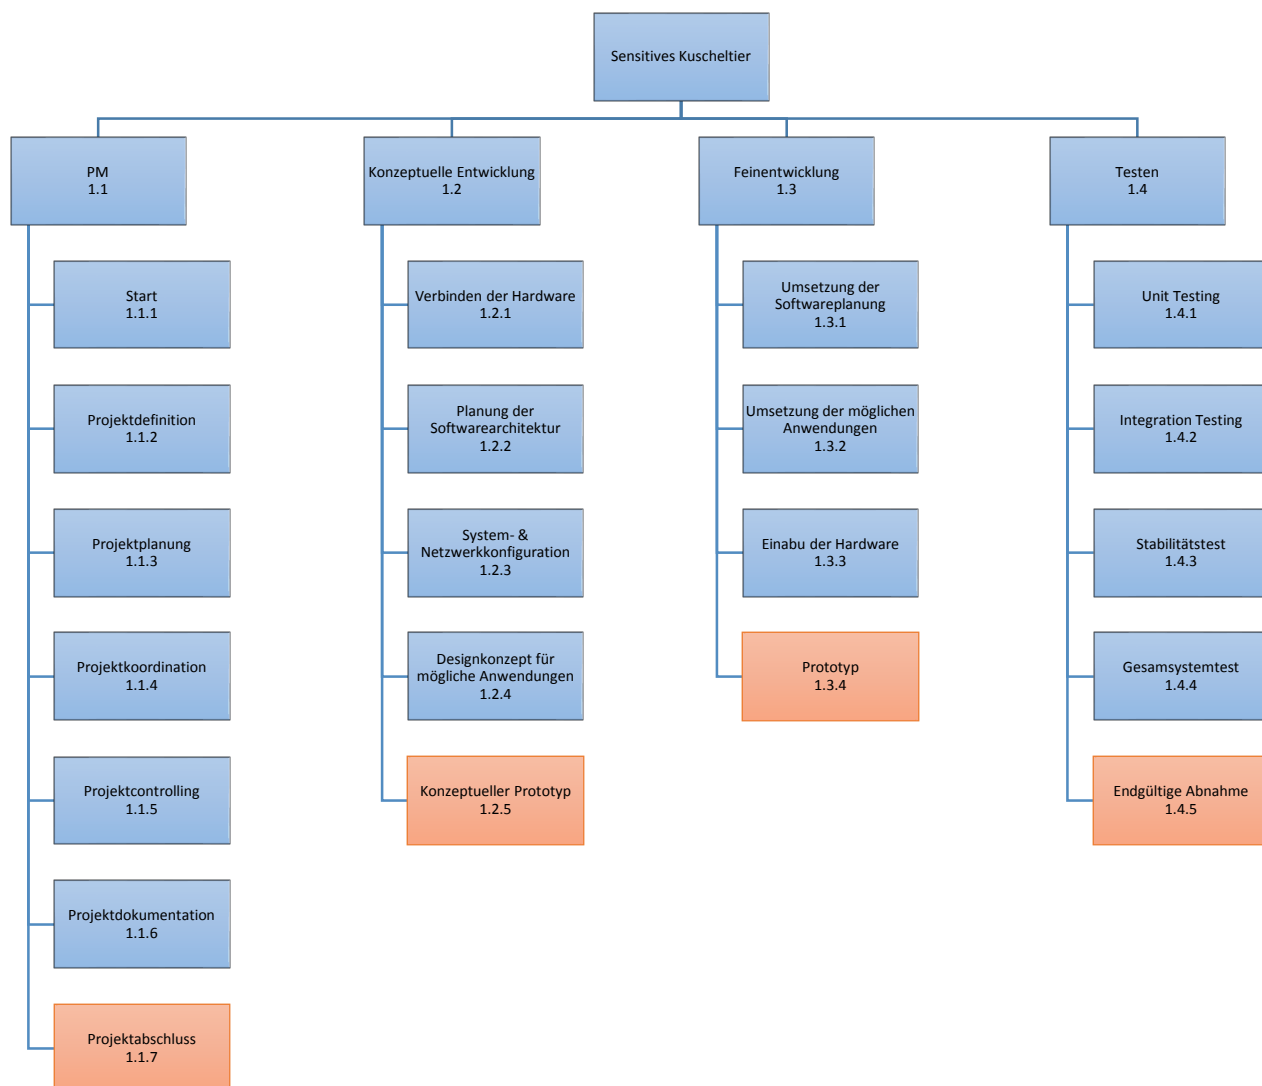 Sensitives Kuscheltier
PM
1.1
Start
1.1.1
Projektdefinition
1.1.2
Projektplanung
1.1.3
Projektkoordination
1.1.4
Projektcontrolling
1.1.5
Projektdokumentation
1.1.6
Projektabschluss
1.1.7
Konzeptuelle Entwicklung
1.2
Verbinden der Hardware
1.2.1
Planung der
Softwarearchitektur
1.2.2
System- &
Netzwerkkonfiguration
1.2.3
Designkonzept für
mögliche Anwendungen
1.2.4
Konzeptueller Prototyp
1.2.5
Feinentwicklung
1.3
Umsetzung der
Softwareplanung
1.3.1
Umsetzung der möglichen
Anwendungen
1.3.2
Einabu der Hardware
1.3.3
Prototyp
1.3.4
Testen
1.4
Unit Testing
1.4.1
Integration Testing
1.4.2
Stabilitätstest
1.4.3
Gesamsystemtest
1.4.4
Endgültige Abnahme
1.4.5